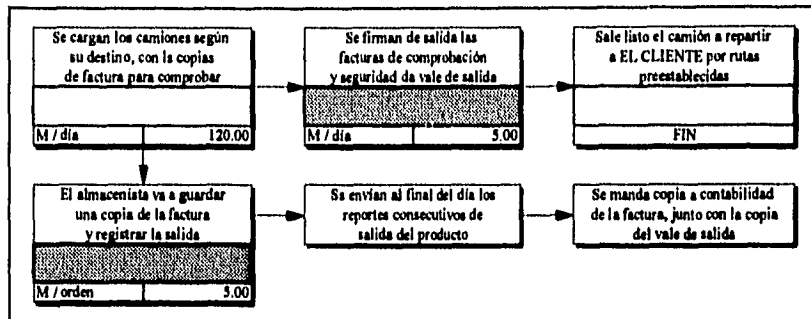 Se cargan los camiones según
su destino, con la copias
de factura para comprobar
M / día 120.00
Se firman de salida las
facturas de comprobación
y seguridad da vale de salida
M / día 5.00
Sale listo el camión a repartir
a EL CLIENTE por rutas
preestablecidas
FIN
El almacenista va a guardar
una copia de la factura
y registrar la salida
M / orden 5.00
Se envían al final del día los
reportes consecutivos de
salida del producto
Se manda copia a contabilidad
de la factura, junto con la copia
del vale de salida